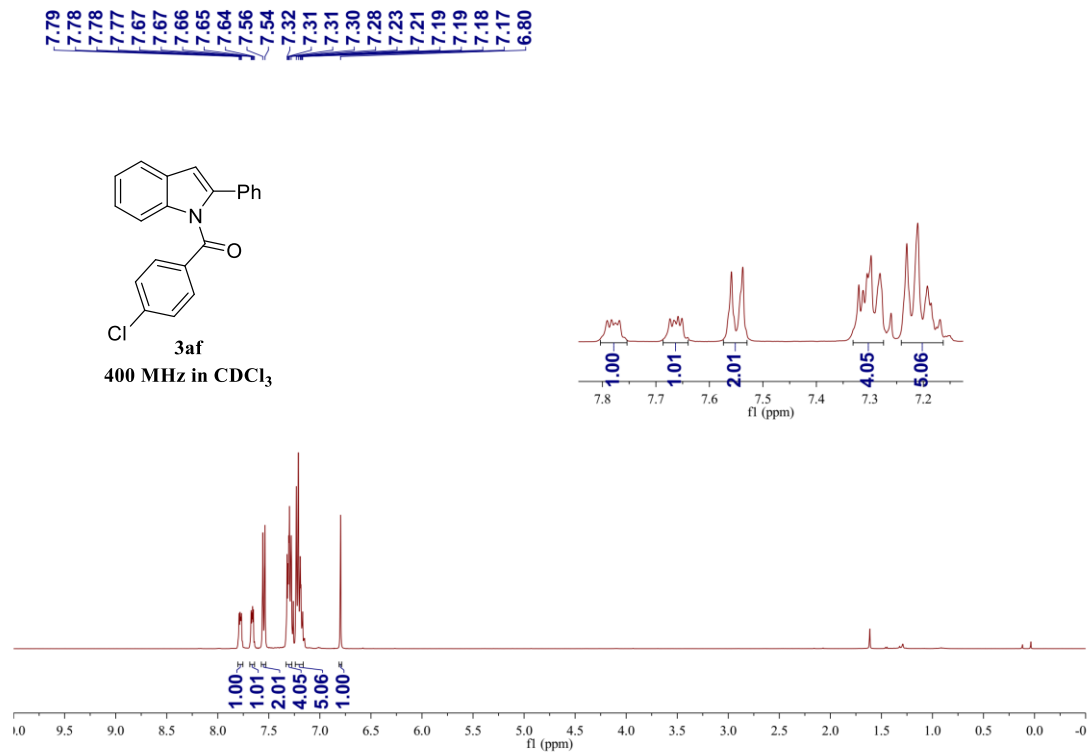 7.79 7.78 7.78 7.77 7.67 7.67 7.66 7.65 7.64 7.56 7.54 7.32 7.31 7.31 7.30 7.28 7.23 7.21 7.19 7.19 7.18 7.17 6.80
Ph
N
O
Cl
3af
400 MHz in CDCl₃
1.00 1.01 2.01 4.05 5.06
7.8 7.7 7.6 7.5 7.4 7.3 7.2
f1 (ppm)
1.00 1.01 2.01 4.05 5.06 1.00
0.0 9.5 9.0 8.5 8.0 7.5 7.0 6.5 6.0 5.5 5.0 4.5 4.0 3.5 3.0 2.5 2.0 1.5 1.0 0.5 0.0 -0
f1 (ppm)